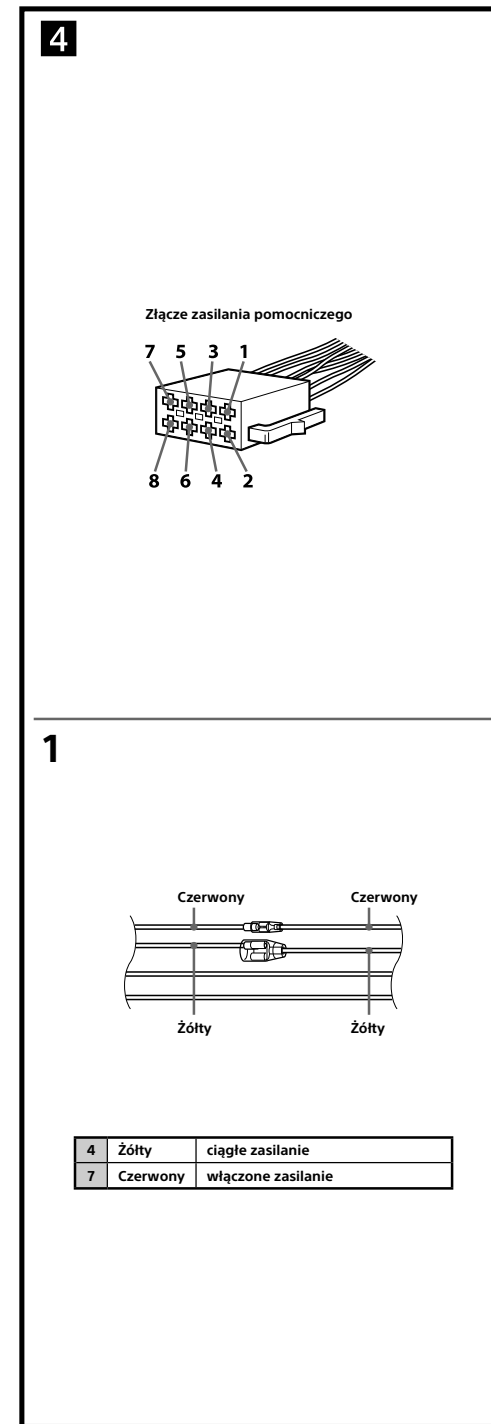 4
Złącze zasilania pomocniczego
7 5 3 1
8 6 4 2
1
Czerwony Czerwony
Żółty Żółty
4 Żółty ciągłe zasilanie
7 Czerwony włączone zasilanie